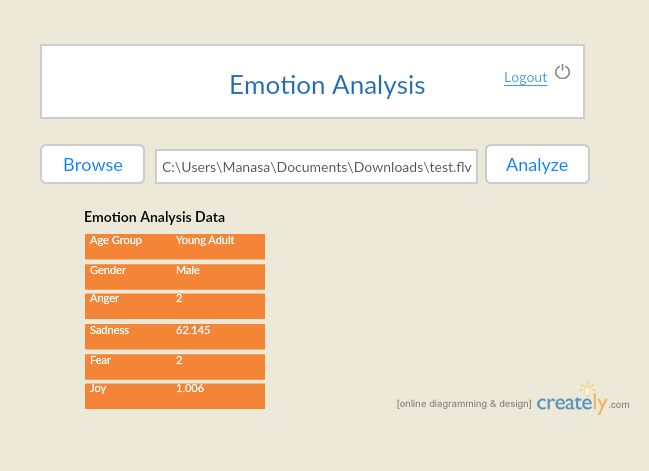 Emotion Analysis
Logout
Browse
C:\Users\Manasa\Documents\Downloads\test.flv
Analyze
Emotion Analysis Data
Age Group Young Adult
Gender Male
Anger 2
Sadness 62.145
Fear 2
Joy 1.006
[online diagramming & design] creately.com